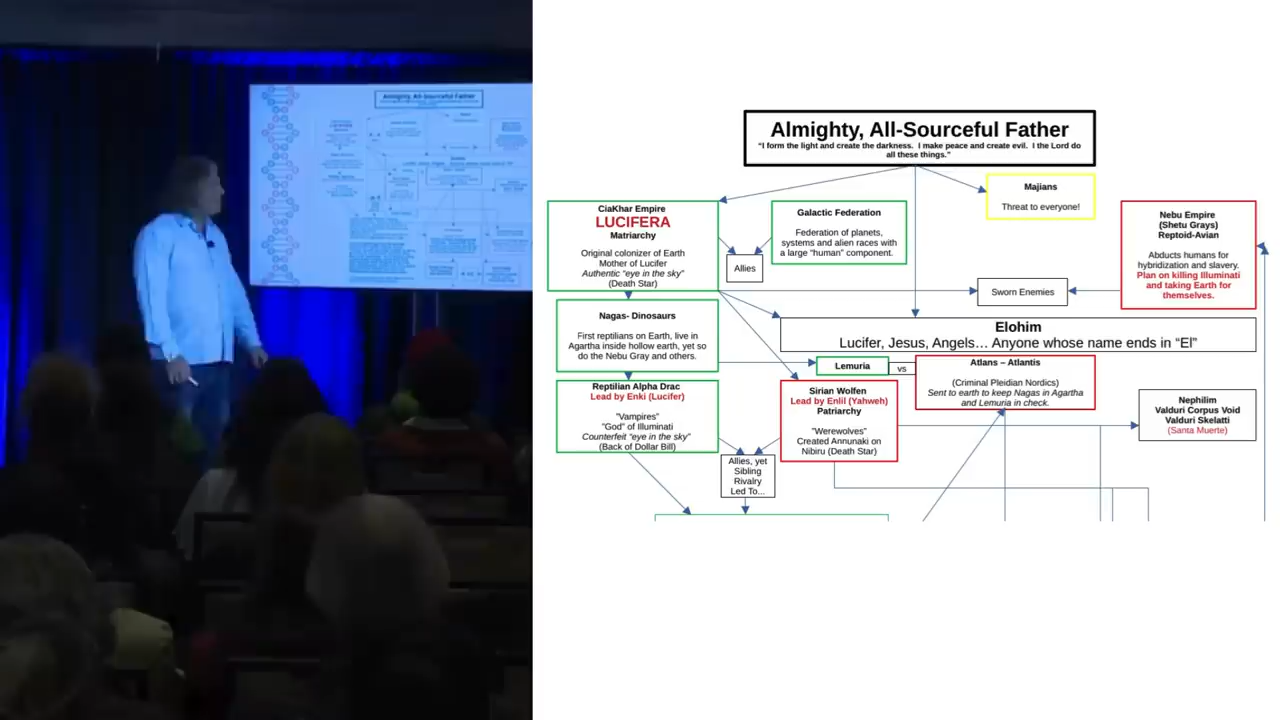 Almighty, All-Sourceful Father
Almighty, All-Sourceful Father
“I form the light and create the darkness. I make peace and create evil. I the Lord do
all these things.”
Majians
Threat to everyone!
CiaKhar Empire
LUCIFERA
Matriarchy
Original colonizer of Earth
Mother of Lucifer
Authentic “eye in the sky”
(Death Star)
Galactic Federation
Federation of planets,
systems and alien races with
a large “human” component.
Allies
Nebu Empire
(Shetu Grays)
Reptoid-Avian
Abducts humans for
hybridization and slavery.
Plan on killing Illuminati
and taking Earth for
themselves.
Sworn Enemies
Nagas- Dinosaurs
First reptilians on Earth, live in
Agartha inside hollow earth, yet so
do the Nebu Gray and others.
Elohim
Lucifer, Jesus, Angels… Anyone whose name ends in “El”
Lemuria
vs
Atlans – Atlantis
(Criminal Pleidian Nordics)
Sent to earth to keep Nagas in Agartha
and Lemuria in check.
Reptilian Alpha Drac
Lead by Enki (Lucifer)
"Vampires”
"God” of Illuminati
Counterfeit “eye in the sky”
(Back of Dollar Bill)
Sirian Wolfen
Lead by Enlil (Yahweh)
Patriarchy
"Werewolves”
Created Annunaki on
Nibiru (Death Star)
Nephilim
Valduri Corpus Void
Valduri Skelatti
(Santa Muerte)
Allies, yet
Sibling
Rivalry
Led To…